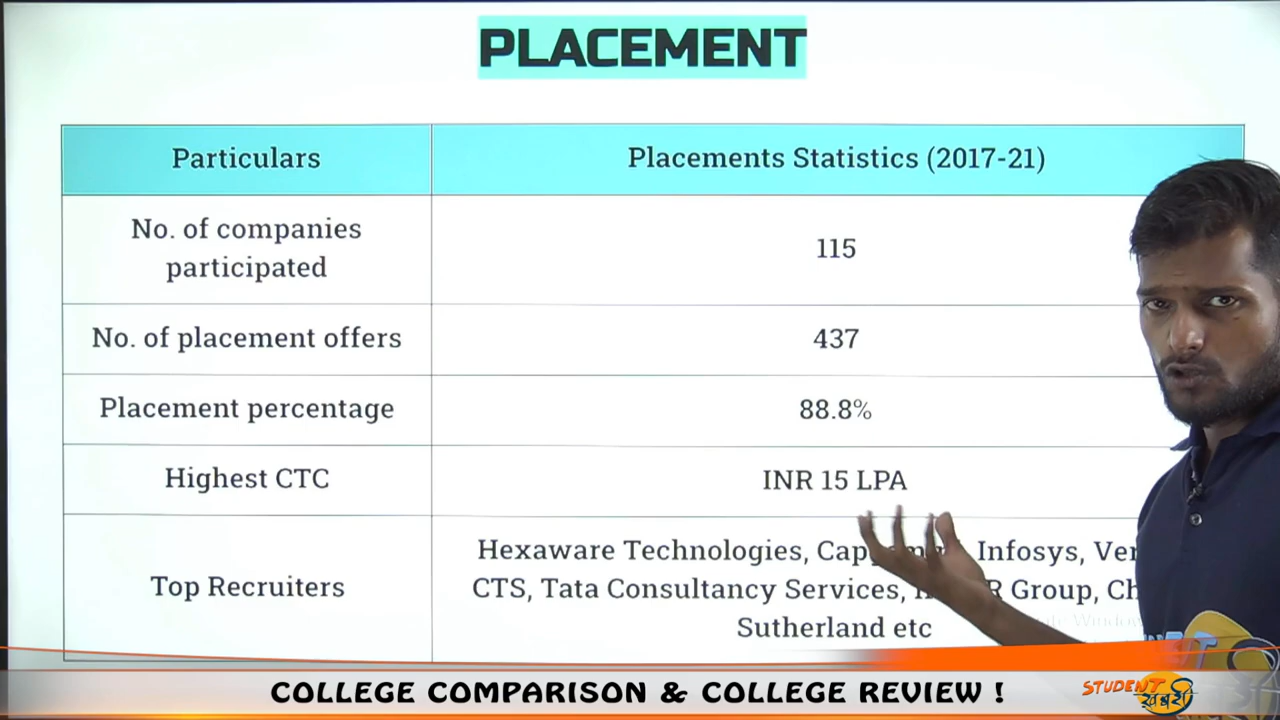 PLACEMENT
Particulars
Placements Statistics (2017-21)
No. of companies
participated
115
No. of placement offers
437
Placement percentage
88.8%
Highest CTC
INR 15 LPA
Top Recruiters
Hexaware Technologies, Infosys,
CTS, Tata Consultancy Services, Group,
Sutherland etc
COLLEGE COMPARISON & COLLEGE REVIEW !
STUDENT
खबरी